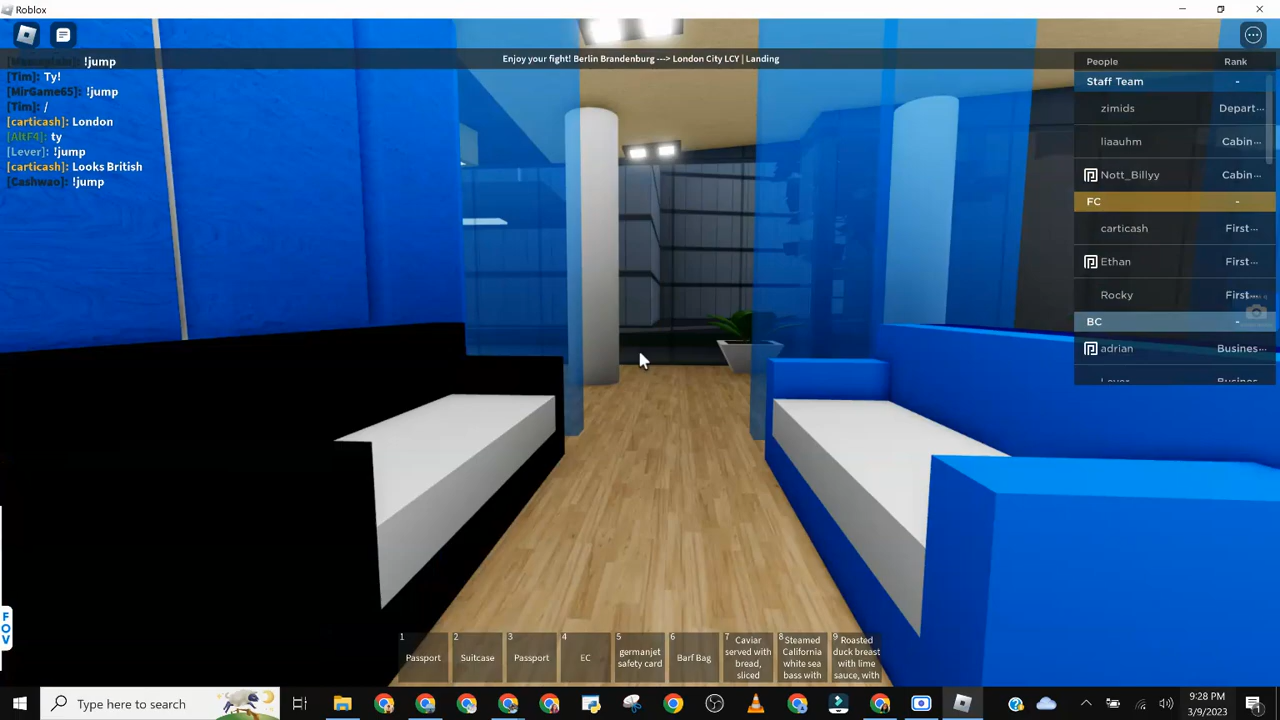 Roblox
Enjoy your fight! Berlin Brandenburg ---> London City LCY | Landing
!jump
[Tim]: Ty!
[MirGame65]: !jump
[Tim]: /
[carticash]: London
[AltF4]: ty
[Lever]: !jump
[carticash]: Looks British
[Cashwao]: !jump
People Rank
Staff Team -
zimids Depart...
liaauhm Cabin...
Nott_Billyy Cabin...
FC -
carticash First...
Ethan First...
Rocky First...
BC -
adrian Busines...
Lever Busines...
FOV
1 Passport
2 Suitcase
3 Passport
4 EC
5 germanjet safety card
6 Barf Bag
7 Caviar served with bread, sliced
8 Steamed California white sea bass with
9 Roasted duck breast with lime sauce, with
Type here to search
9:28 PM
3/9/2023
1